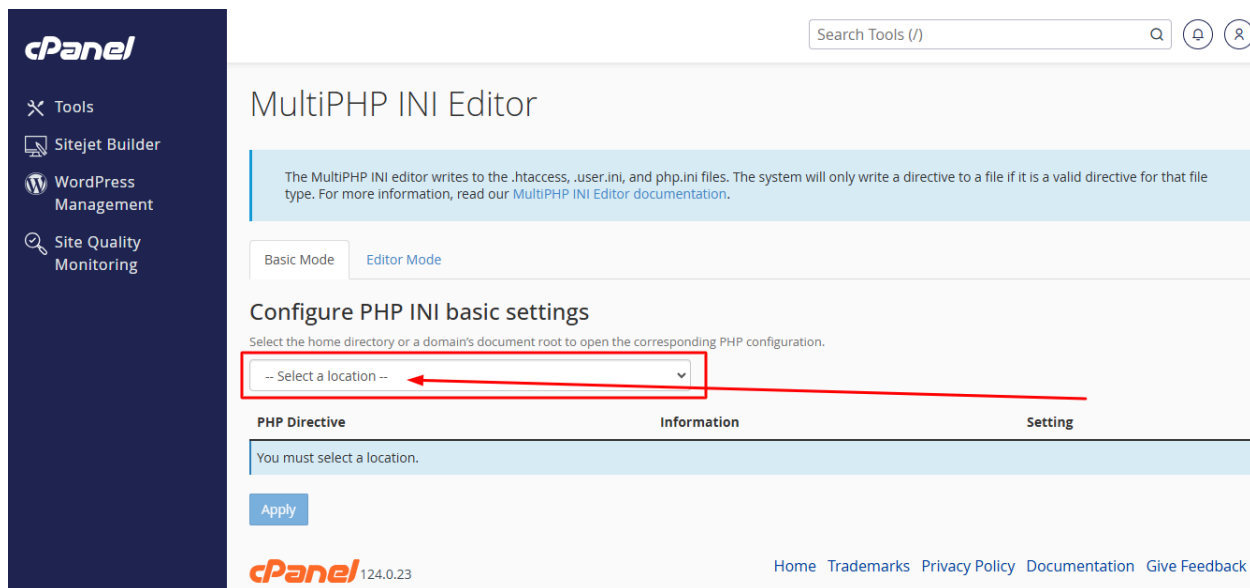 cPanel
Search Tools (/)
Tools
Sitejet Builder
WordPress
Management
Site Quality
Monitoring
MultiPHP INI Editor
The MultiPHP INI editor writes to the .htaccess, .user.ini, and php.ini files. The system will only write a directive to a file if it is a valid directive for that file
type. For more information, read our MultiPHP INI Editor documentation.
Basic Mode
Editor Mode
Configure PHP INI basic settings
Select the home directory or a domain's document root to open the corresponding PHP configuration.
-- Select a location --
PHP Directive Information Setting
You must select a location.
Apply
cPanel 124.0.23
Home Trademarks Privacy Policy Documentation Give Feedback